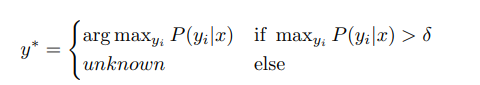 y* = { arg max_{y_i} P(y_i|x) if max_{y_i} P(y_i|x) > δ
unknown else